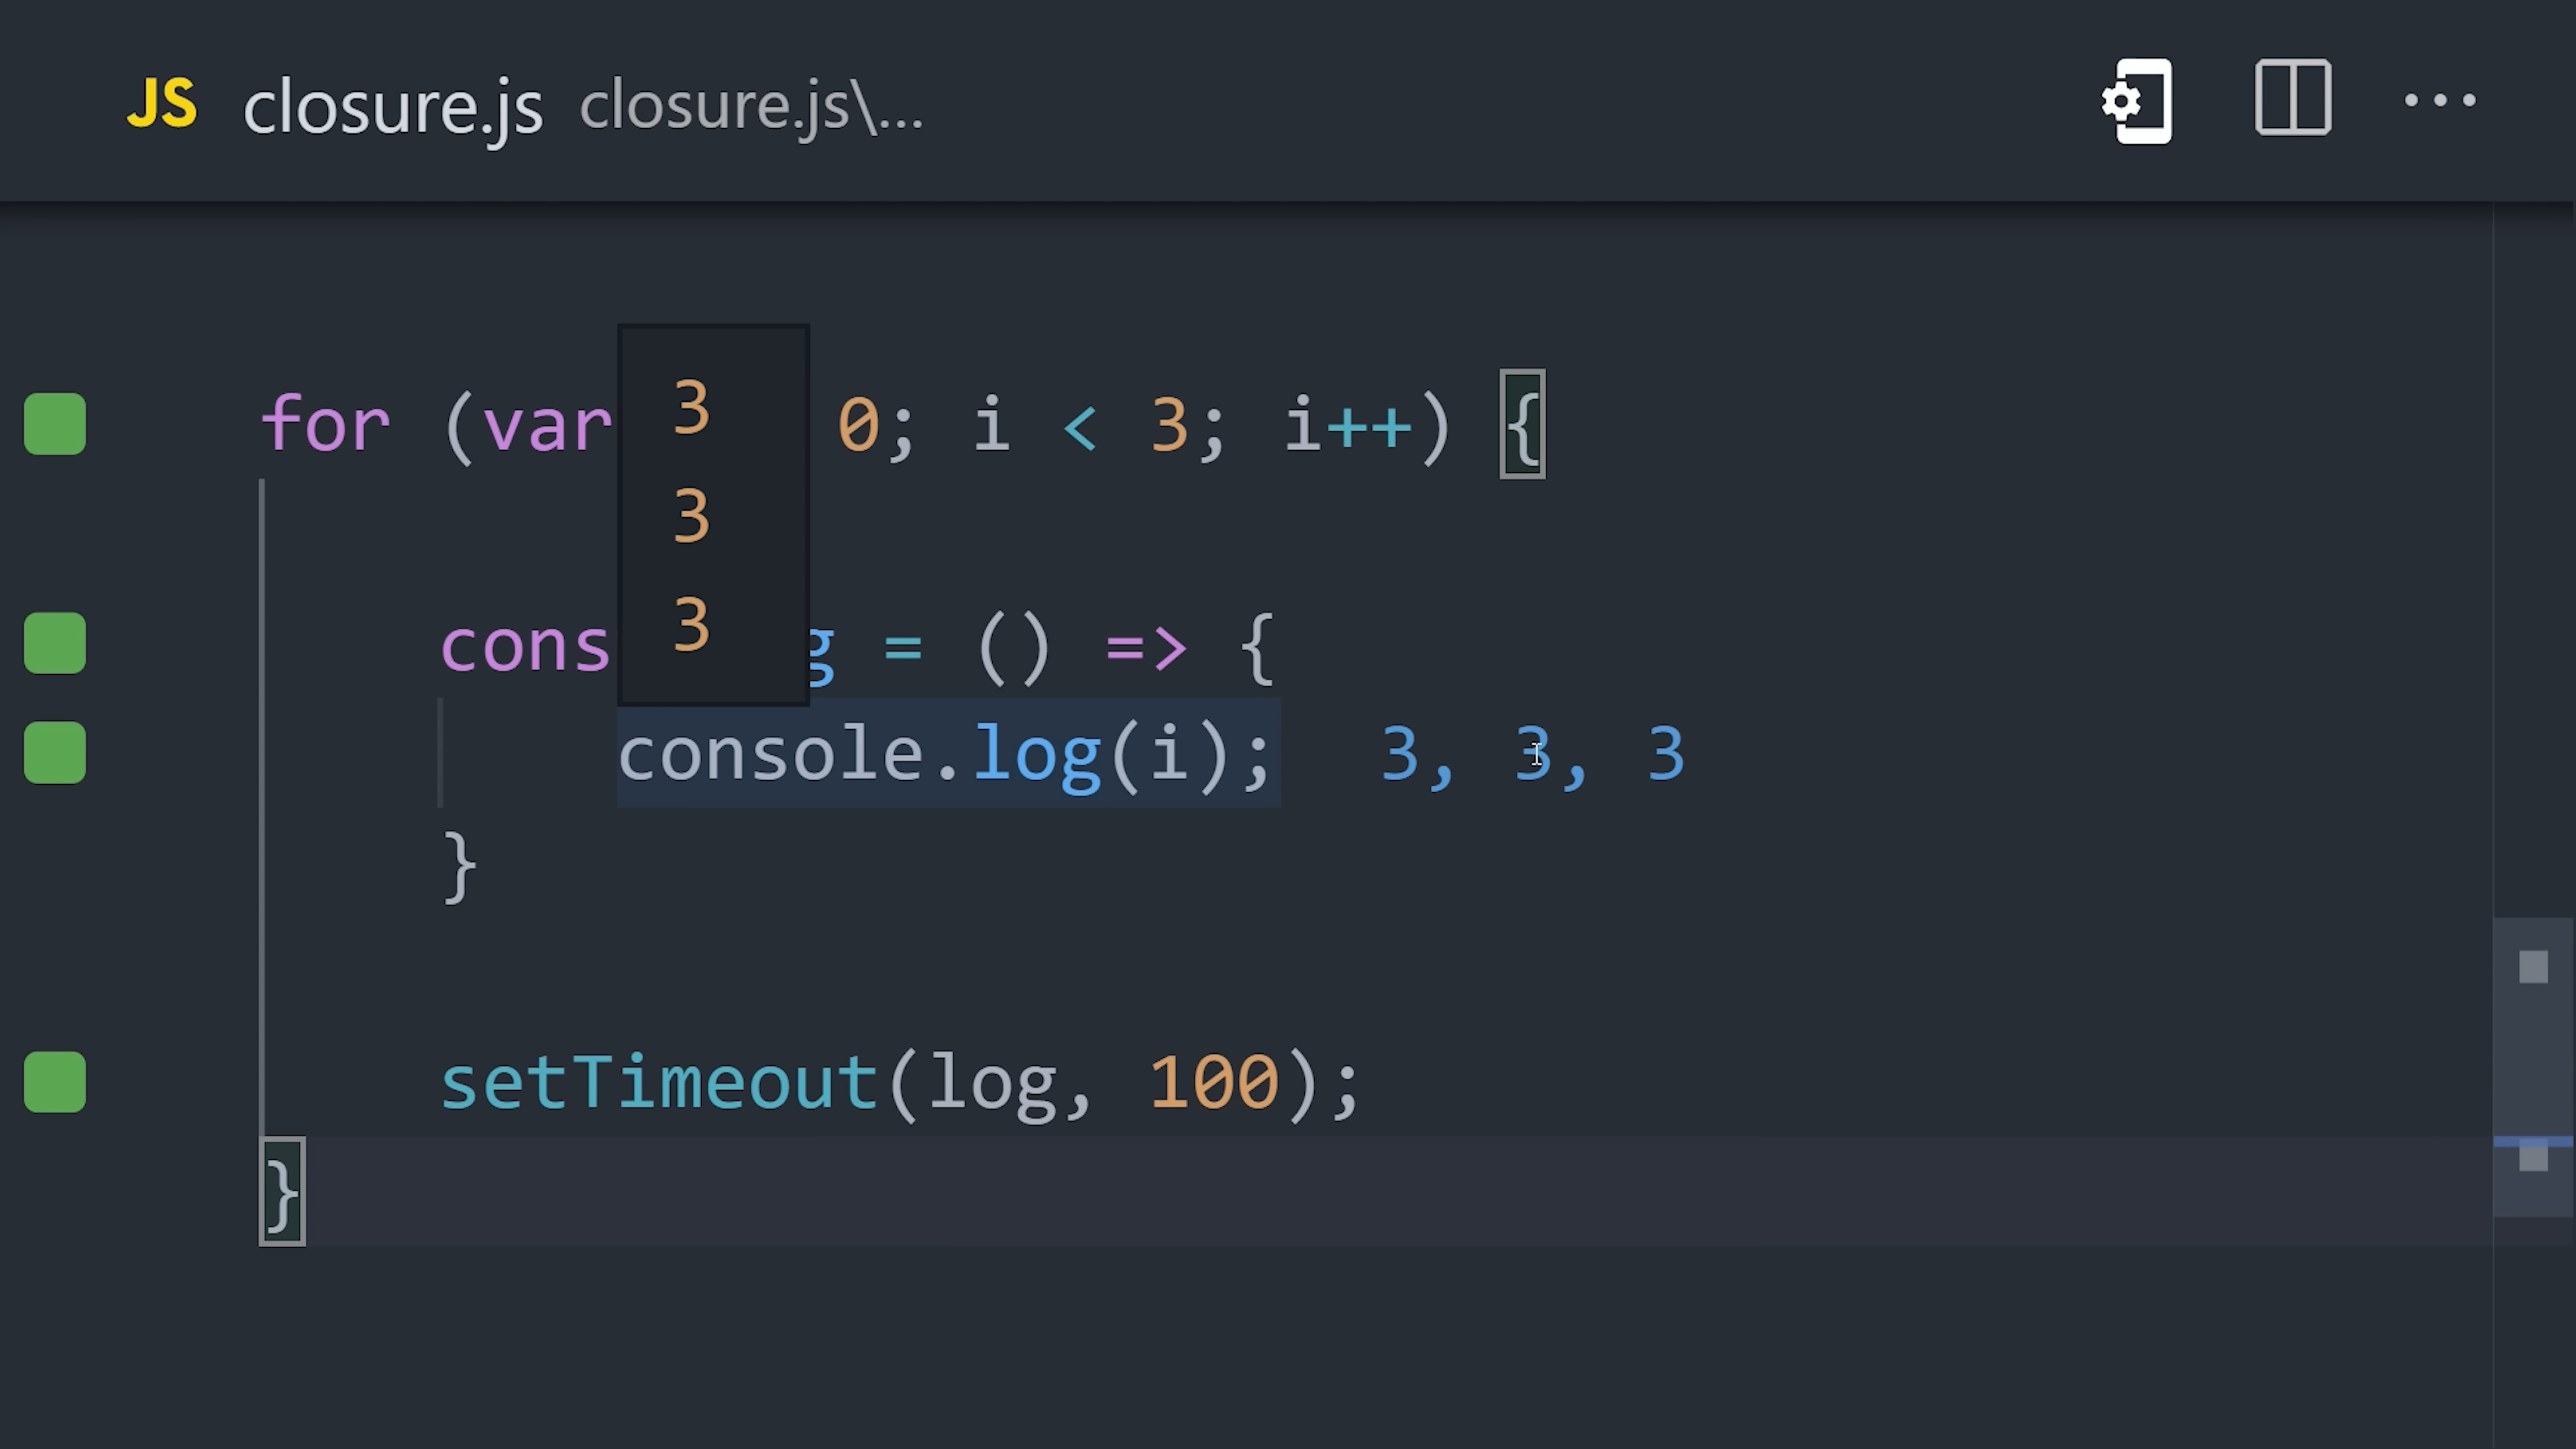 JS closure.js closure.js\...
3
3
3
for (var 0; i < 3; i++) {
cons g = () => {
console.log(i); 3, 3, 3
}
setTimeout(log, 100);
}